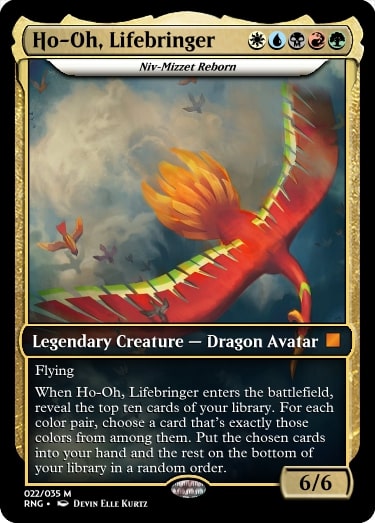 Ho-Oh, Lifebringer
Niv-Mizzet Reborn
Legendary Creature — Dragon Avatar
Flying
When Ho-Oh, Lifebringer enters the battlefield,
reveal the top ten cards of your library. For each
color pair, choose a card that's exactly those
colors from among them. Put the chosen cards
into your hand and the rest on the bottom of
your library in a random order.
6/6
022/035 M
RNG • Devin Elle Kurtz